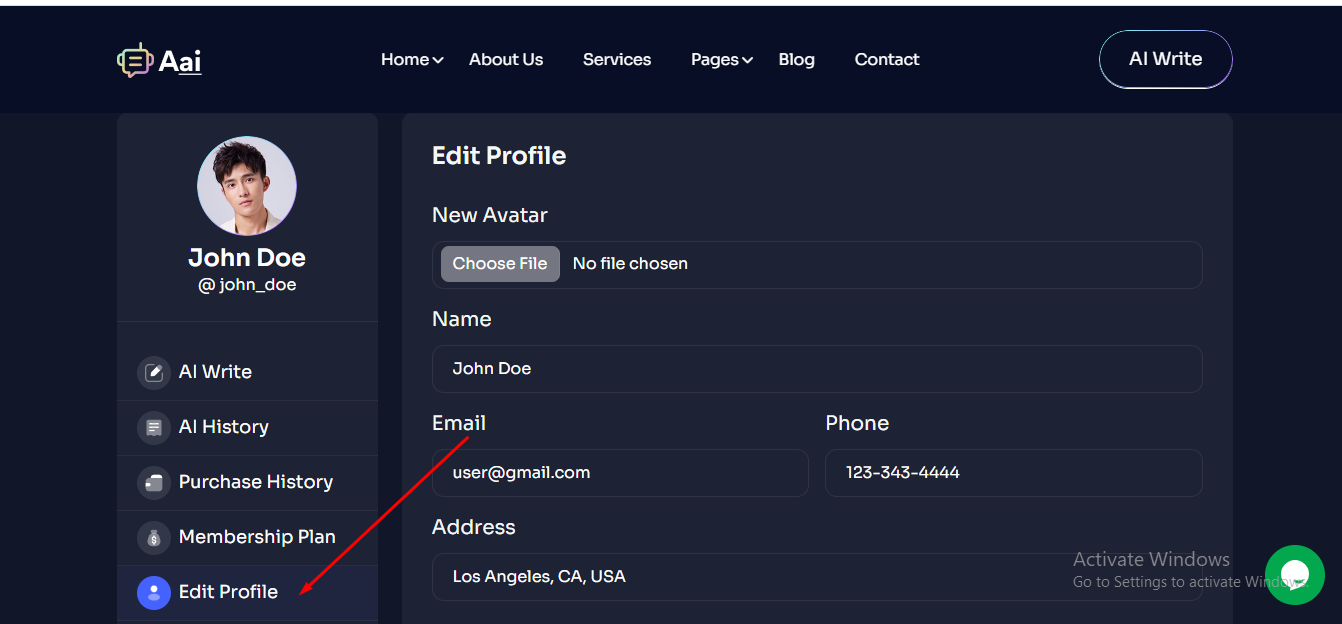 Aai
Home About Us Services Pages Blog Contact
AI Write
John Doe
@ john_doe
AI Write
AI History
Purchase History
Membership Plan
Edit Profile
Edit Profile
New Avatar
Choose File No file chosen
Name
John Doe
Email Phone
user@gmail.com 123-343-4444
Address
Los Angeles, CA, USA
Activate Windows
Go to Settings to activate Windows.